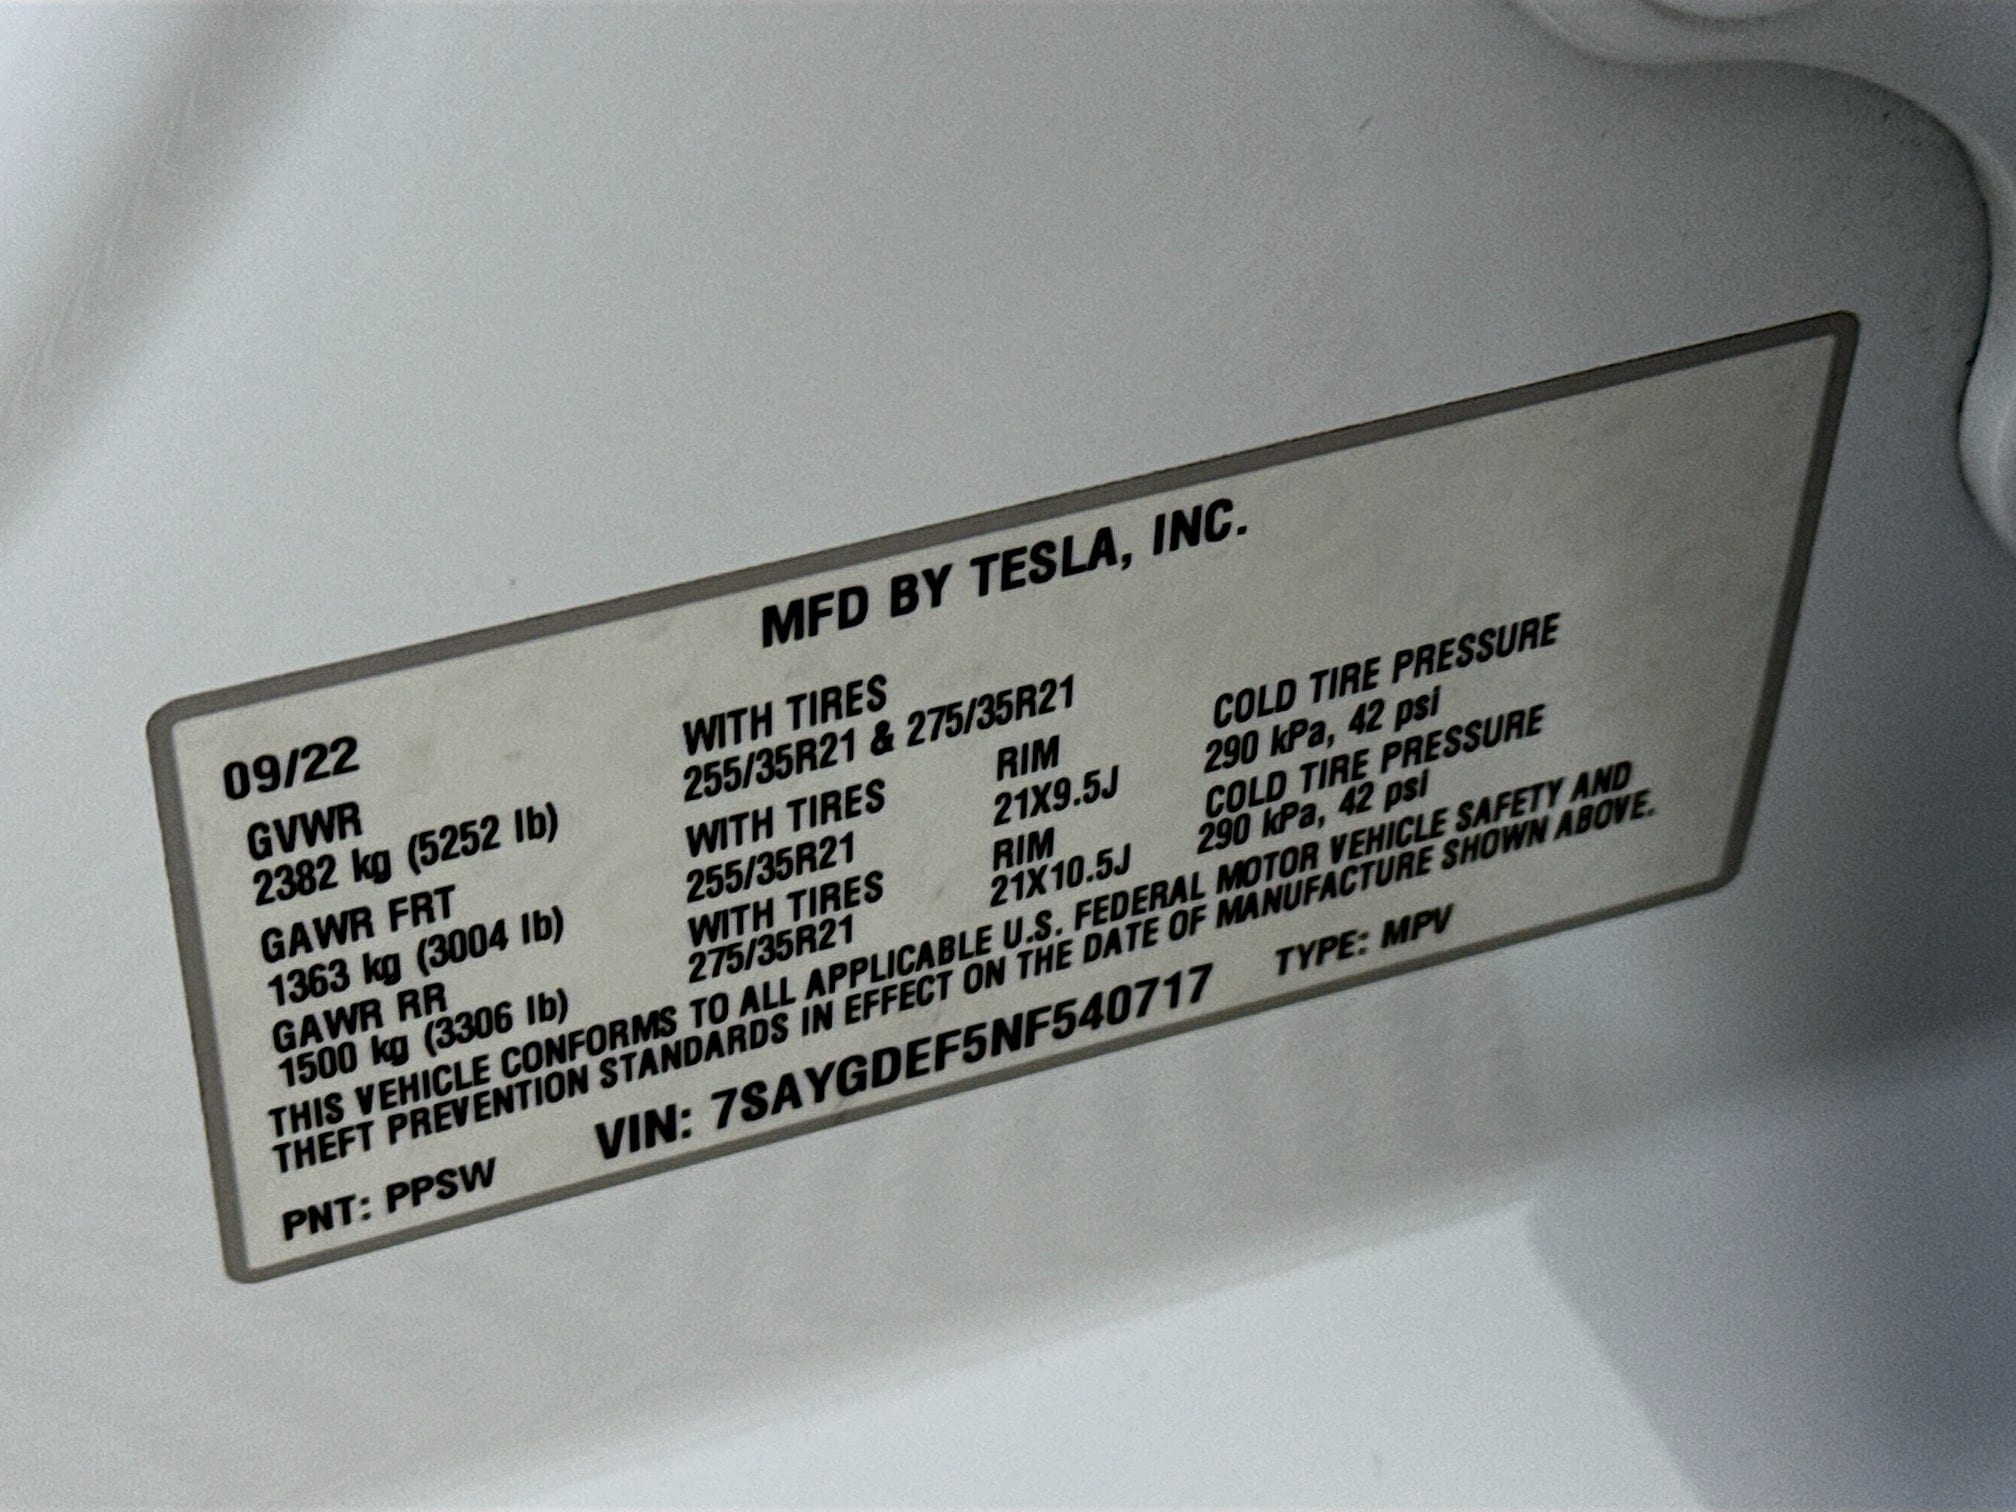 MFD BY TESLA, INC.
09/22
GVWR WITH TIRES
2382 kg (5252 lb) 255/35R21 & 275/35R21
GAWR FRT WITH TIRES RIM COLD TIRE PRESSURE
1363 kg (3004 lb) 255/35R21 21X9.5J 290 kPa, 42 psi
GAWR RR WITH TIRES RIM COLD TIRE PRESSURE
1500 kg (3306 lb) 275/35R21 21X10.5J 290 kPa, 42 psi
THIS VEHICLE CONFORMS TO ALL APPLICABLE U.S. FEDERAL MOTOR VEHICLE SAFETY AND
THEFT PREVENTION STANDARDS IN EFFECT ON THE DATE OF MANUFACTURE SHOWN ABOVE.
PNT: PPSW VIN: 7SAYGDEF5NF540717 TYPE: MPV